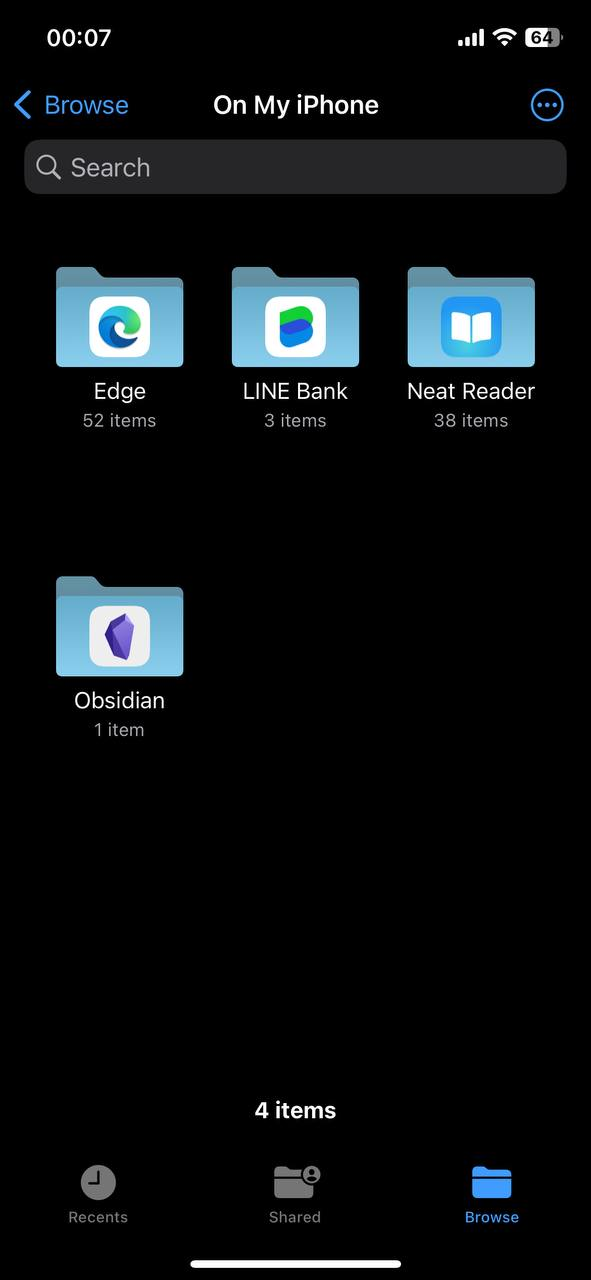 00:07
64
Browse
On My iPhone
Search
Edge
LINE Bank
Neat Reader
52 items
3 items
38 items
Obsidian
1 item
4 items
Recents
Shared
Browse